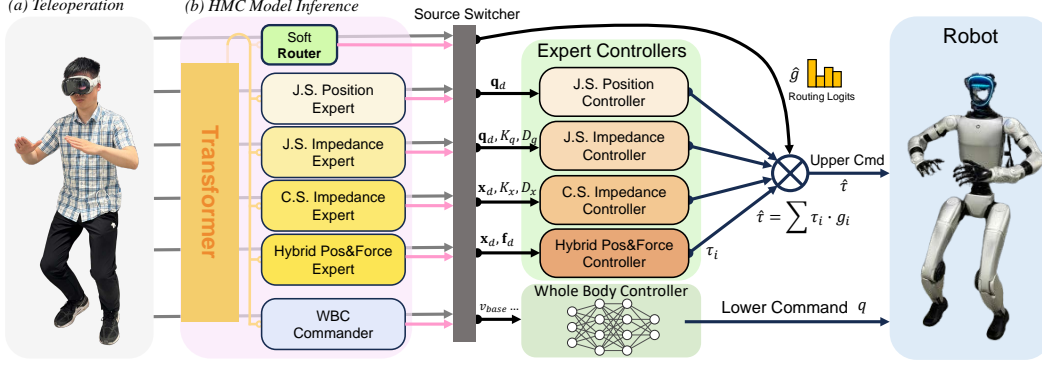 (a) Teleoperation
(b) HMC Model Inference
Source Switcher
Robot
Soft
Router
Transformer
J.S. Position
Expert
J.S. Impedance
Expert
C.S. Impedance
Expert
Hybrid Pos&Force
Expert
WBC
Commander
Expert Controllers
q_d
J.S. Position
Controller
q_d, K_q, D_q
J.S. Impedance
Controller
x_d, K_x, D_x
C.S. Impedance
Controller
x_d, f_d
Hybrid Pos&Force
Controller
τ_i
ĝ
Routing Logits
Upper Cmd
τ̂
τ̂ = ∑ τ_i · g_i
Whole Body Controller
v_base ...
Lower Command q